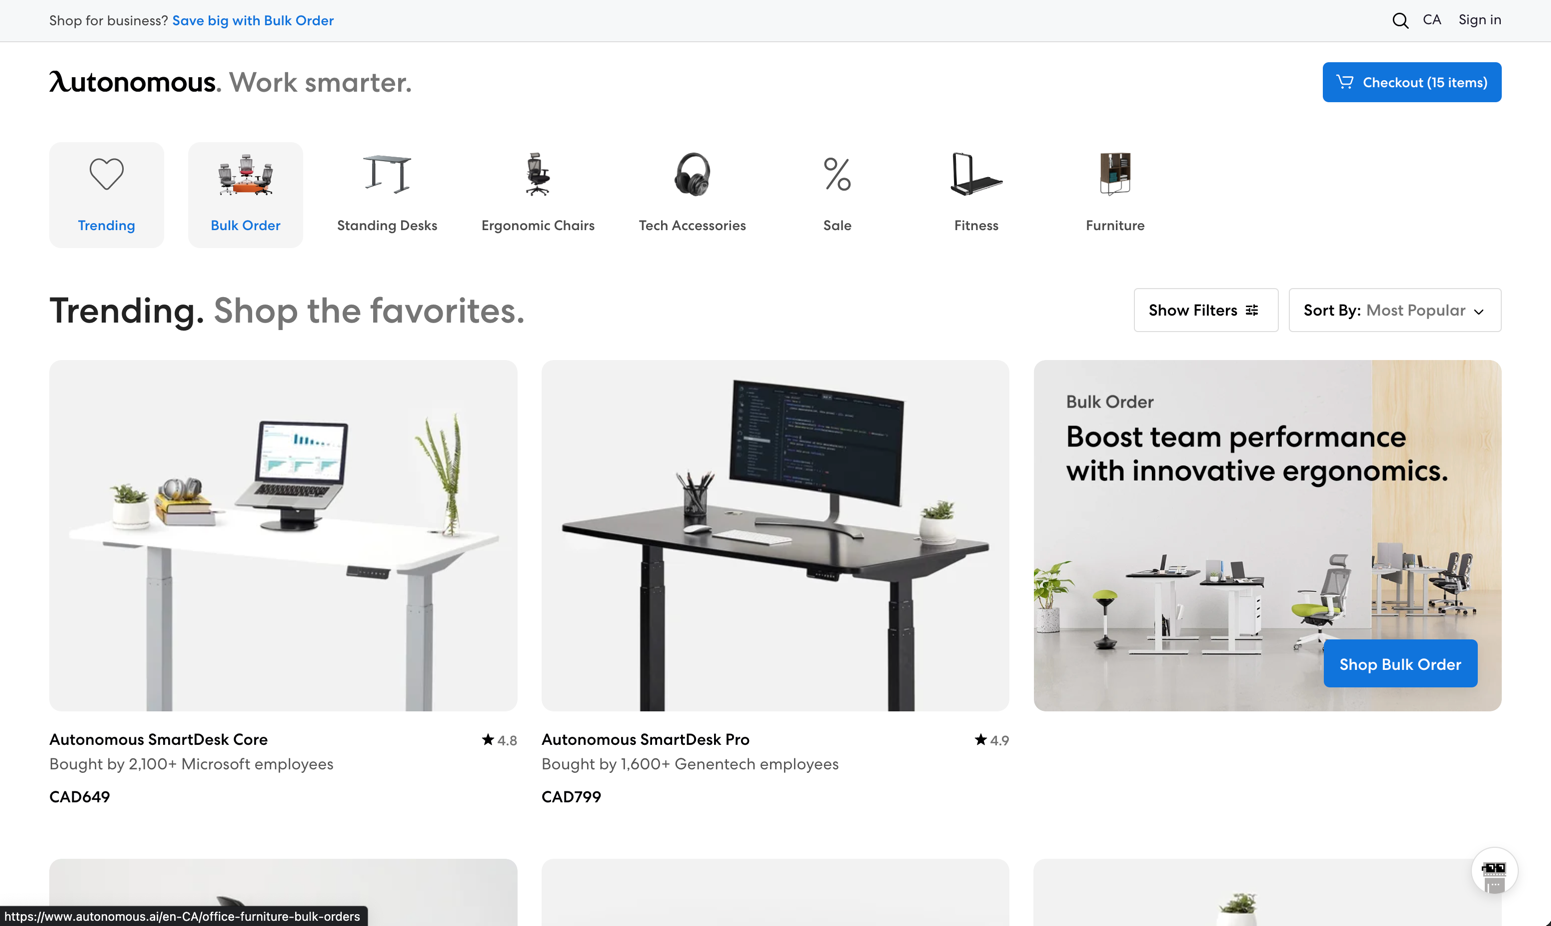 Shop for business? Save big with Bulk Order
CA
Sign in
Autonomous. Work smarter.
Checkout (15 items)
Trending
Bulk Order
Standing Desks
Ergonomic Chairs
Tech Accessories
%
Sale
Fitness
Furniture
Trending. Shop the favorites.
Show Filters
Sort By: Most Popular
Bulk Order
Boost team performance
with innovative ergonomics.
Shop Bulk Order
Autonomous SmartDesk Core
★ 4.8
Bought by 2,100+ Microsoft employees
CAD649
Autonomous SmartDesk Pro
★ 4.9
Bought by 1,600+ Genentech employees
CAD799
https://www.autonomous.ai/en-CA/office-furniture-bulk-orders